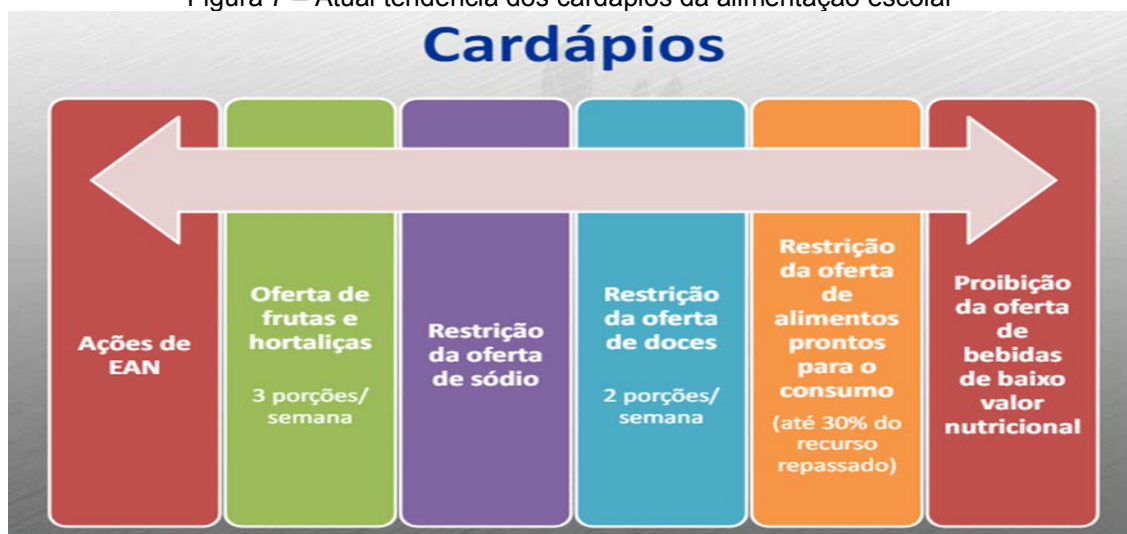 Figura 7 – Atual tendência dos cardápios da alimentação escolar
Cardápios
Ações de
EAN
Oferta de
frutas e
hortaliças
3 porções/
semana
Restrição
da oferta
de sódio
Restrição
da oferta
de doces
2 porções/
semana
Restrição
da oferta
de
alimentos
prontos
para o
consumo
(até 30% do
recurso
repassado)
Proibição
da oferta
de
bebidas
de baixo
valor
nutricional